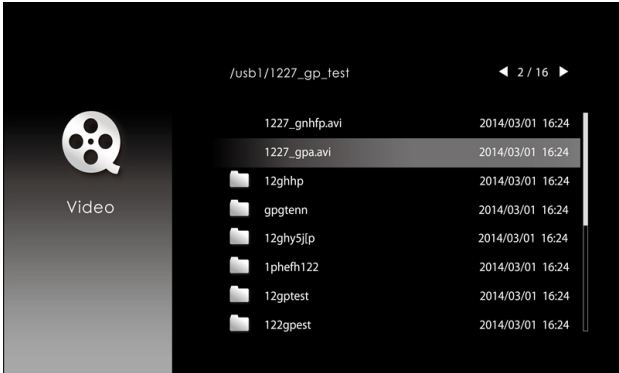 /usb1/1227_gp_test ◀ 2 / 16 ▶
1227_gnhfp.avi 2014/03/01 16:24
1227_gpa.avi 2014/03/01 16:24
12ghhp 2014/03/01 16:24
Video
gpgtenn 2014/03/01 16:24
12ghy5j[p 2014/03/01 16:24
1phefh122 2014/03/01 16:24
12gptest 2014/03/01 16:24
122gpest 2014/03/01 16:24